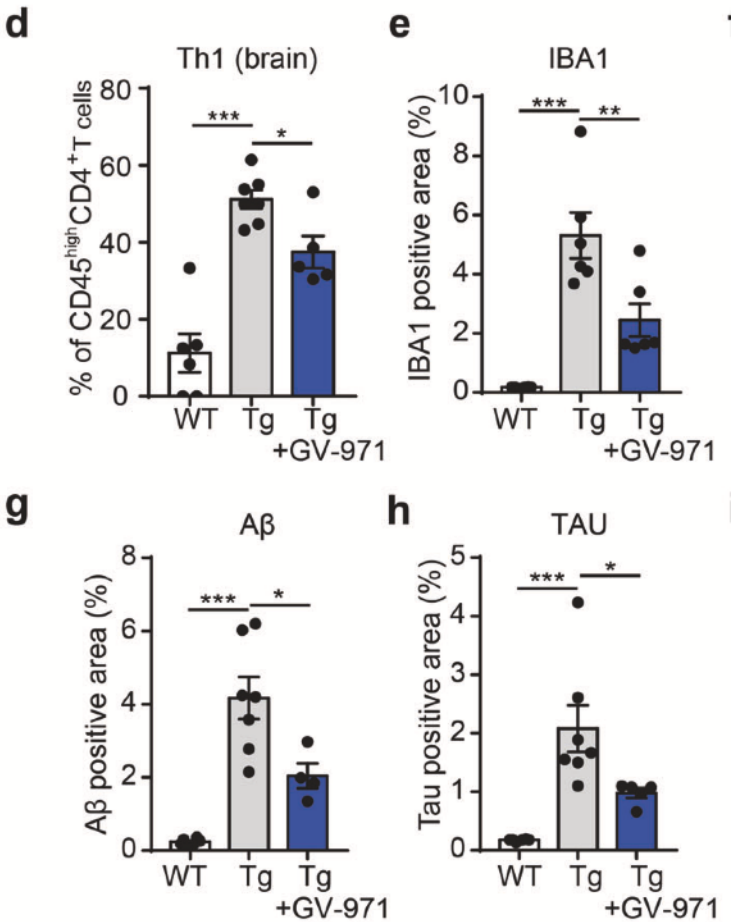 d
Th1 (brain)
% of CD45ʰⁱᵍʰCD4⁺T cells
80
60
40
20
0
***
*
WT
Tg
Tg
+GV-971
e
IBA1
IBA1 positive area (%)
10
8
6
4
2
0
***
**
WT
Tg
Tg
+GV-971
g
Aβ
Aβ positive area (%)
8
6
4
2
0
***
*
WT
Tg
Tg
+GV-971
h
TAU
Tau positive area (%)
5
4
3
2
1
0
***
*
WT
Tg
Tg
+GV-971